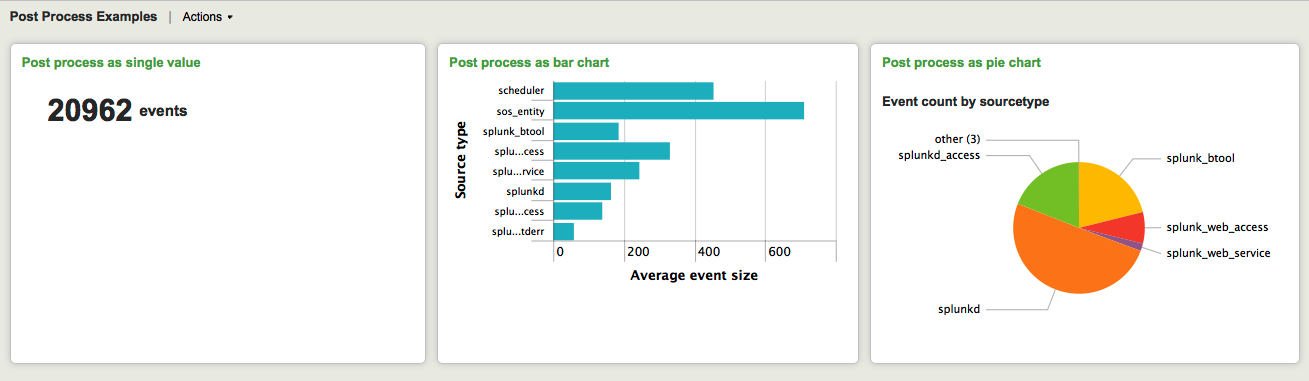 Post Process Examples | Actions
Post process as single value
20962 events
Post process as bar chart
Source type
scheduler
sos_entity
splunk_btool
splu...cess
splu...rvice
splunkd
splu...cess
splu...tderr
0 200 400 600
Average event size
Post process as pie chart
Event count by sourcetype
other (3)
splunkd_access
splunk_btool
splunk_web_access
splunk_web_service
splunkd